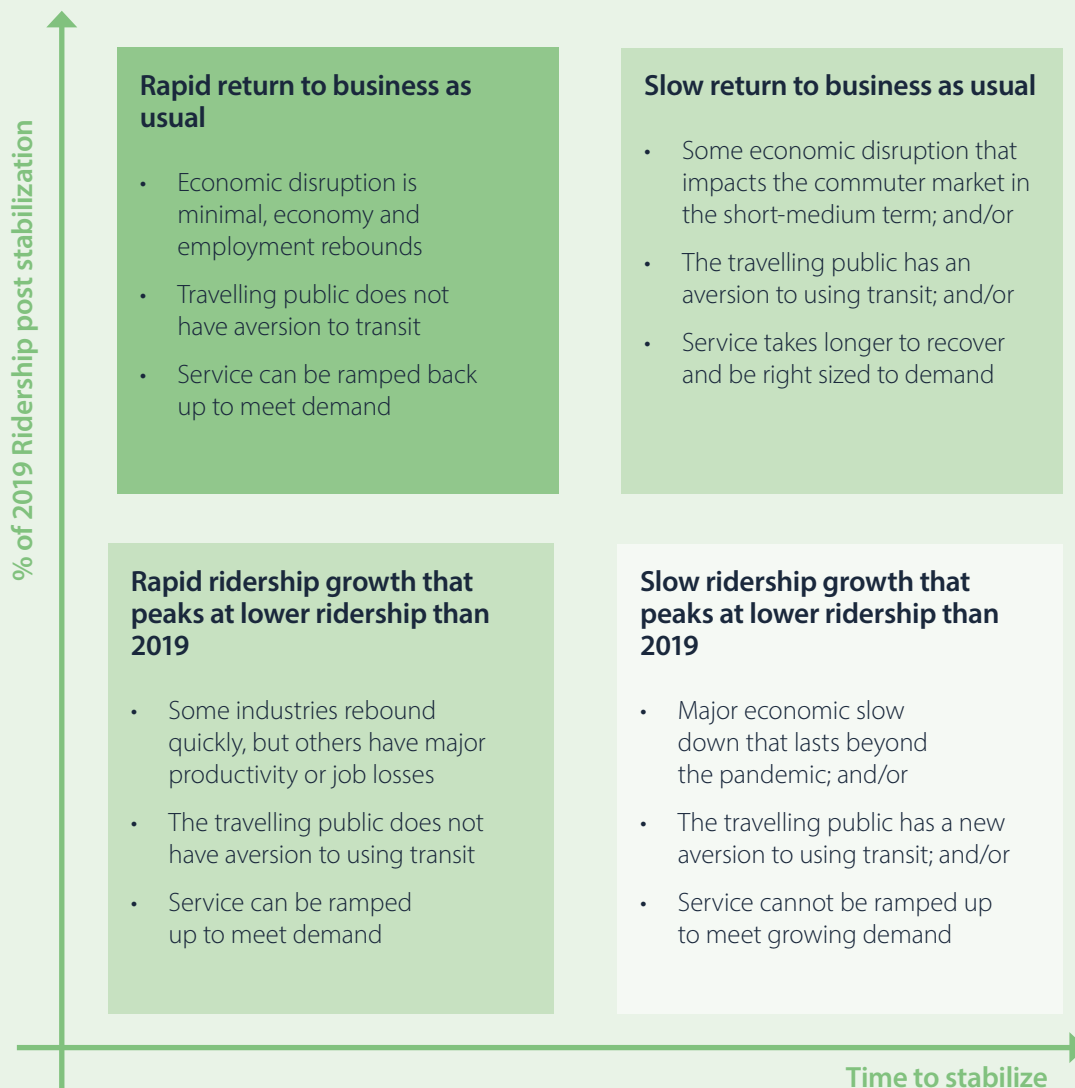 % of 2019 Ridership post stabilization
Rapid return to business as
usual
• Economic disruption is
minimal, economy and
employment rebounds
• Travelling public does not
have aversion to transit
• Service can be ramped back
up to meet demand
Slow return to business as usual
• Some economic disruption that
impacts the commuter market in
the short-medium term; and/or
• The travelling public has an
aversion to using transit; and/or
• Service takes longer to recover
and be right sized to demand
Rapid ridership growth that
peaks at lower ridership than
2019
• Some industries rebound
quickly, but others have major
productivity or job losses
• The travelling public does not
have aversion to using transit
• Service can be ramped
up to meet demand
Slow ridership growth that
peaks at lower ridership than
2019
• Major economic slow
down that lasts beyond
the pandemic; and/or
• The travelling public has a new
aversion to using transit; and/or
• Service cannot be ramped up
to meet growing demand
Time to stabilize